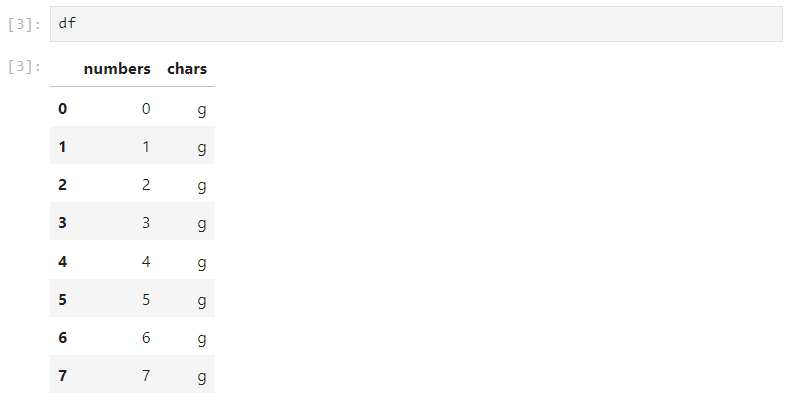 [3]: df
[3]: numbers chars
0 0 g
1 1 g
2 2 g
3 3 g
4 4 g
5 5 g
6 6 g
7 7 g